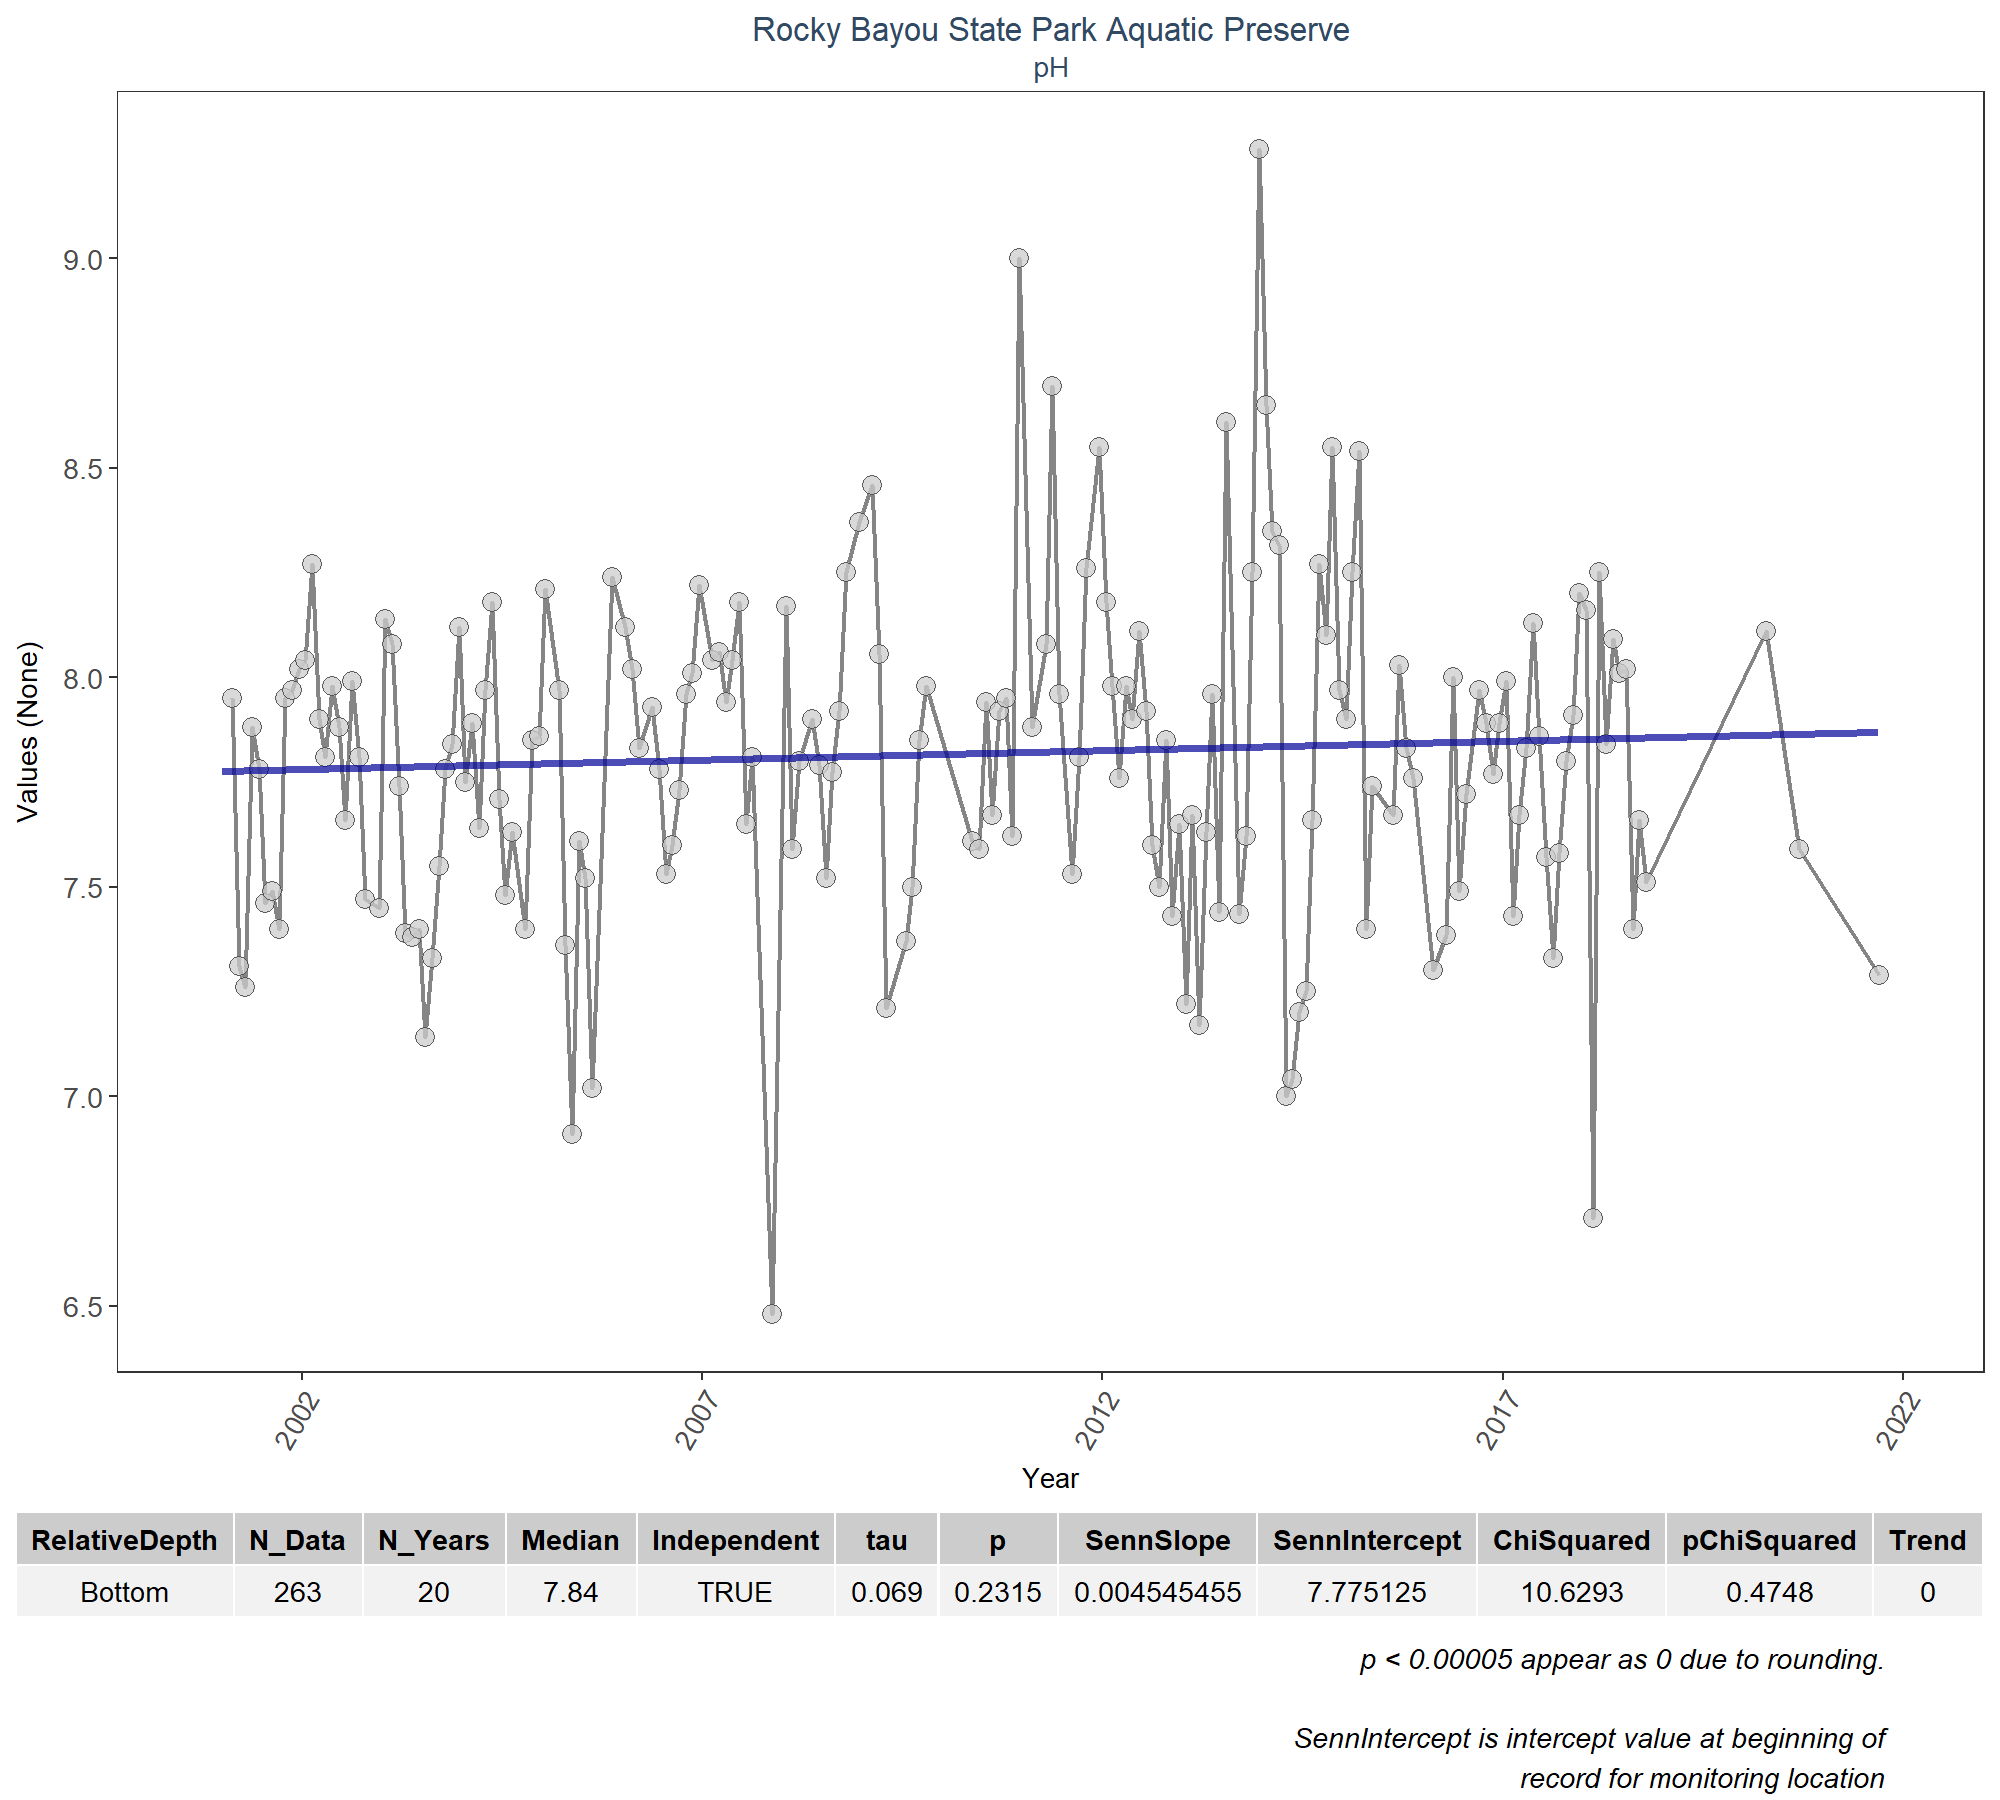 Rocky Bayou State Park Aquatic Preserve
pH
Values (None)
9.0
8.5
8.0
7.5
7.0
6.5
2002 2007 2012 2017 2022
Year
RelativeDepth N_Data N_Years Median Independent tau p SennSlope SennIntercept ChiSquared pChiSquared Trend
Bottom 263 20 7.84 TRUE 0.069 0.2315 0.004545455 7.775125 10.6293 0.4748 0
p < 0.00005 appear as 0 due to rounding.
SennIntercept is intercept value at beginning of
record for monitoring location